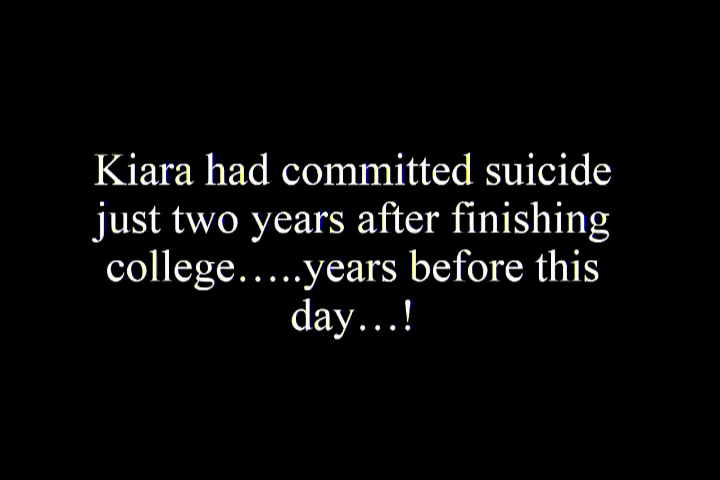 Kiara had committed suicide
just two years after finishing
college…..years before this
day…!